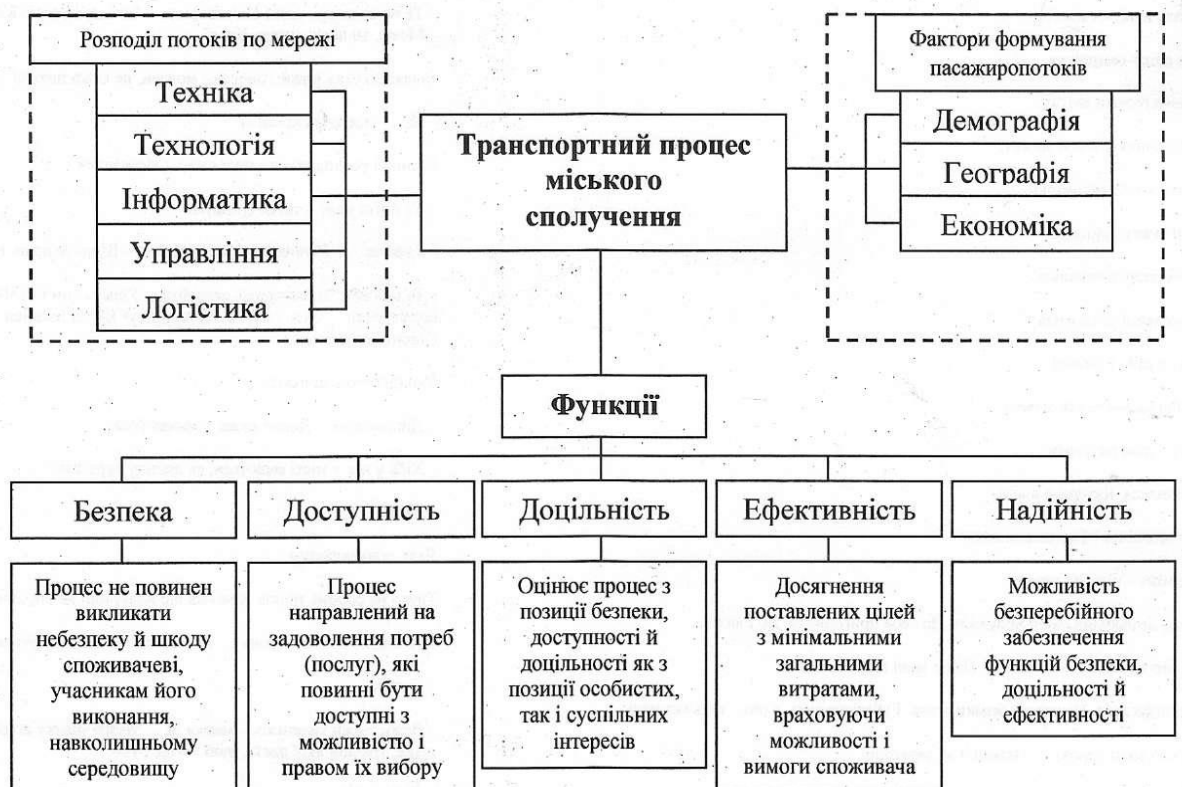 Розподіл потоків по мережі
Техніка
Технологія
Інформатика
Управління
Логістика
Транспортний процес
міського
сполучення
Фактори формування
пасажиропотоків
Демографія
Географія
Економіка
Функції
Безпека
Процес не повинен
викликати
небезпеку й шкоду
споживачеві,
учасникам його
виконання,
навколишньому
середовищу
Доступність
Процес
направлений на
задоволення потреб
(послуг), які
повинні бути
доступні з
можливістю і
правом їх вибору
Доцільність
Оцінює процес з
позиції безпеки,
доступності й
доцільності як з
позиції особистих,
так і суспільних
інтересів
Ефективність
Досягнення
поставлених цілей
з мінімальними
загальними
витратами,
враховуючи
можливості і
вимоги споживача
Надійність
Можливість
безперебійного
забезпечення
функцій безпеки,
доцільності й
ефективності